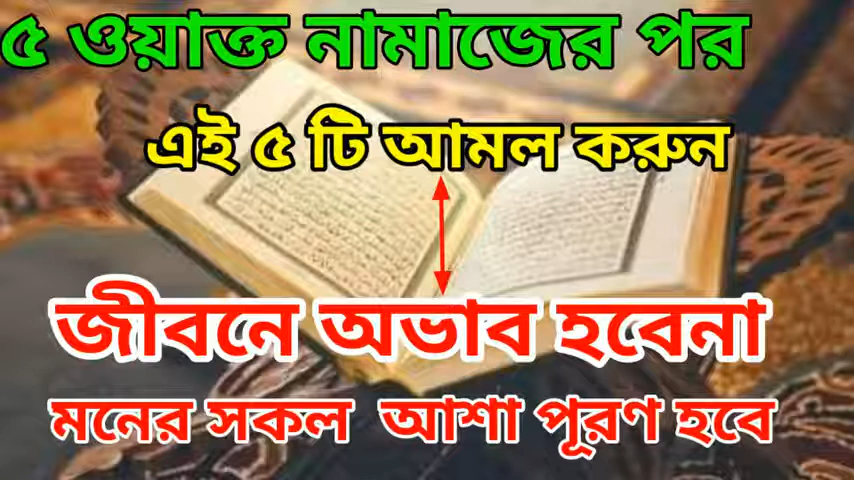 ৫ ওয়াক্ত নামাজের পর
এই ৫ টি আমল করুন
জীবনে অভাব হবেনা
মনের সকল আশা পূরণ হবে